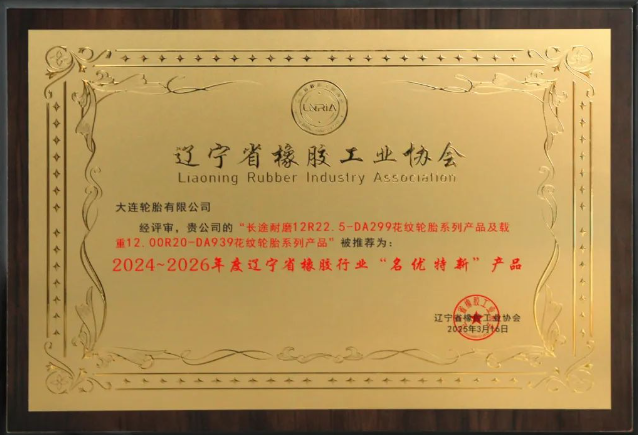 LNRIA
辽宁省橡胶工业协会
Liaoning Rubber Industry Association
大连轮胎有限公司
经评审，贵公司的“长途耐磨12R22.5-DA299花纹轮胎系列产品及载
重12.00R20-DA939花纹轮胎系列产品”被推荐为：
2024~2026年度辽宁省橡胶行业“名优特新”产品
辽宁省橡胶工业协会
2025年3月16日